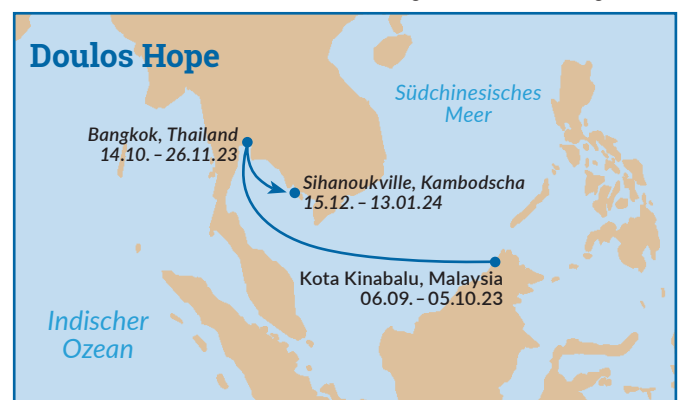 Doulos Hope
Südchinesisches
Meer
Bangkok, Thailand
14.10. – 26.11.23
Sihanoukville, Kambodscha
15.12. – 13.01.24
Kota Kinabalu, Malaysia
06.09. – 05.10.23
Indischer
Ozean